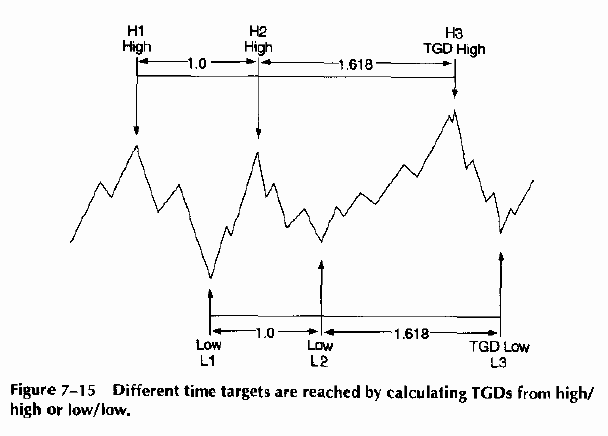 H1 H2 H3
High High TGD High
1.0 1.618
1.0 1.618
Low Low TGD Low
L1 L2 L3
Figure 7–15 Different time targets are reached by calculating TGDs from high/
high or low/low.